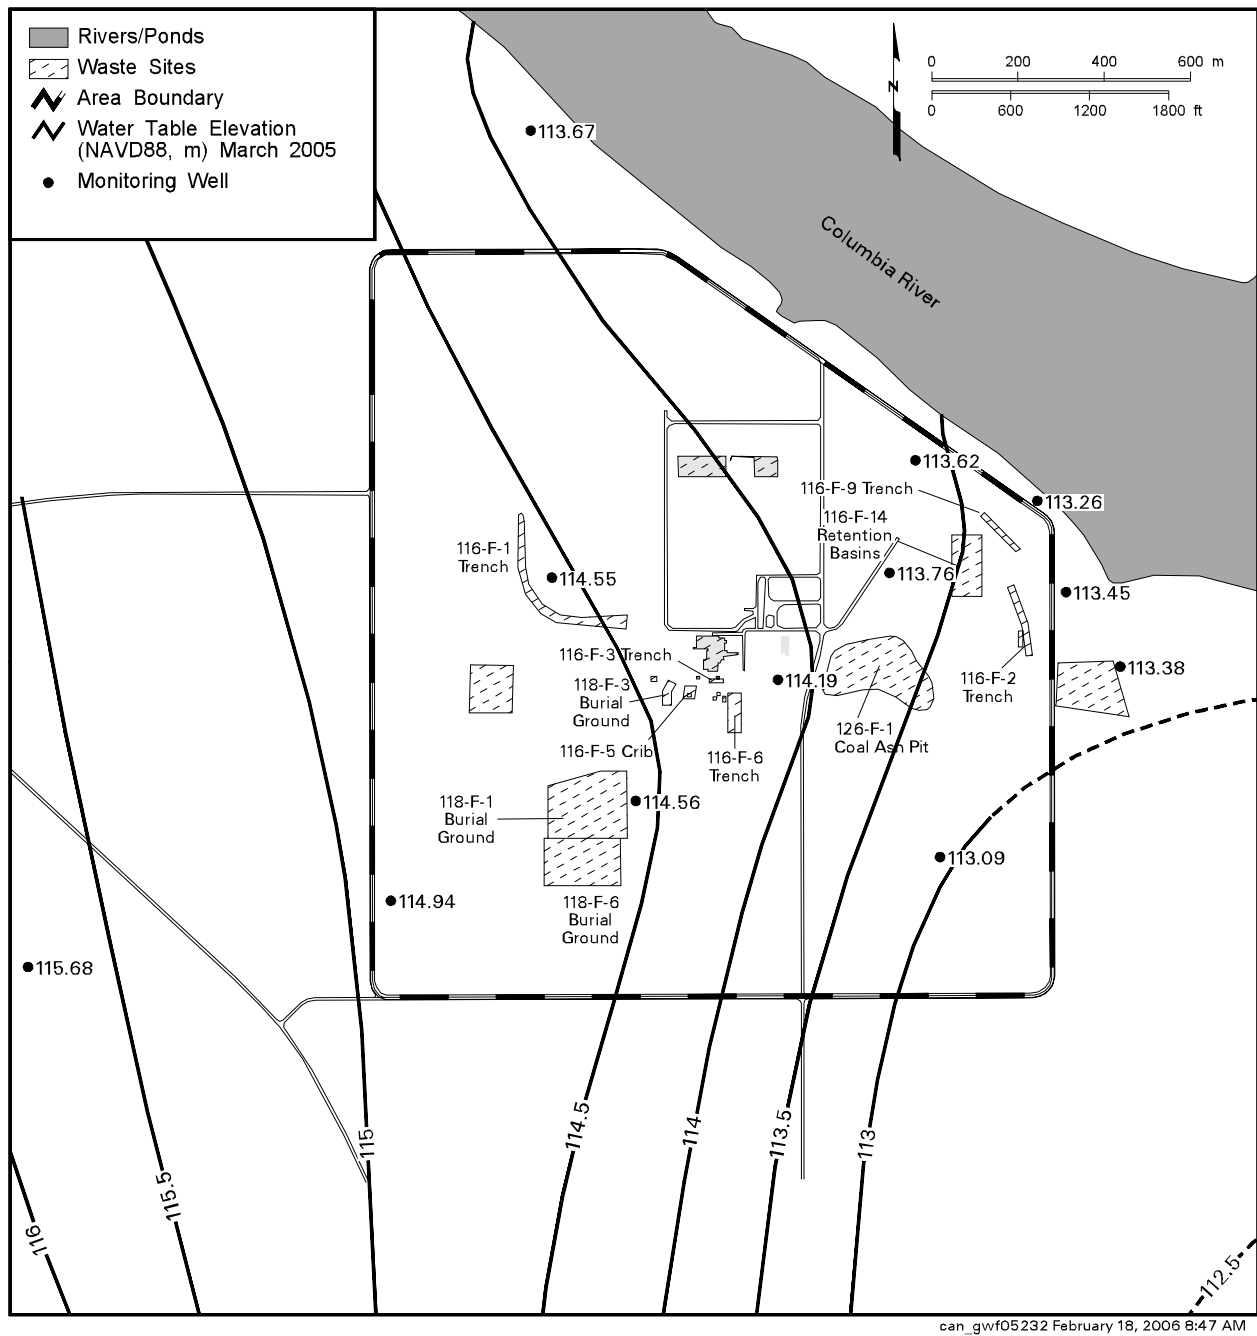 Rivers/Ponds
Waste Sites
Area Boundary
Water Table Elevation
(NAVD88, m) March 2005
Monitoring Well
0 200 400 600 m
0 600 1200 1800 ft
N
Columbia River
113.67
113.62
116-F-9 Trench
113.26
116-F-14
Retention
Basins
116-F-1
Trench
114.55
113.76
113.45
116-F-3 Trench
113.38
118-F-3
Burial
Ground
114.19
116-F-2
Trench
116-F-5 Crib
116-F-6
Trench
126-F-1
Coal Ash Pit
118-F-1
Burial
Ground
114.56
113.09
114.94
118-F-6
Burial
Ground
115.68
116
115.5
115
114.5
114
113.5
113
112.5
can_gwf05232 February 18, 2006 8:47 AM